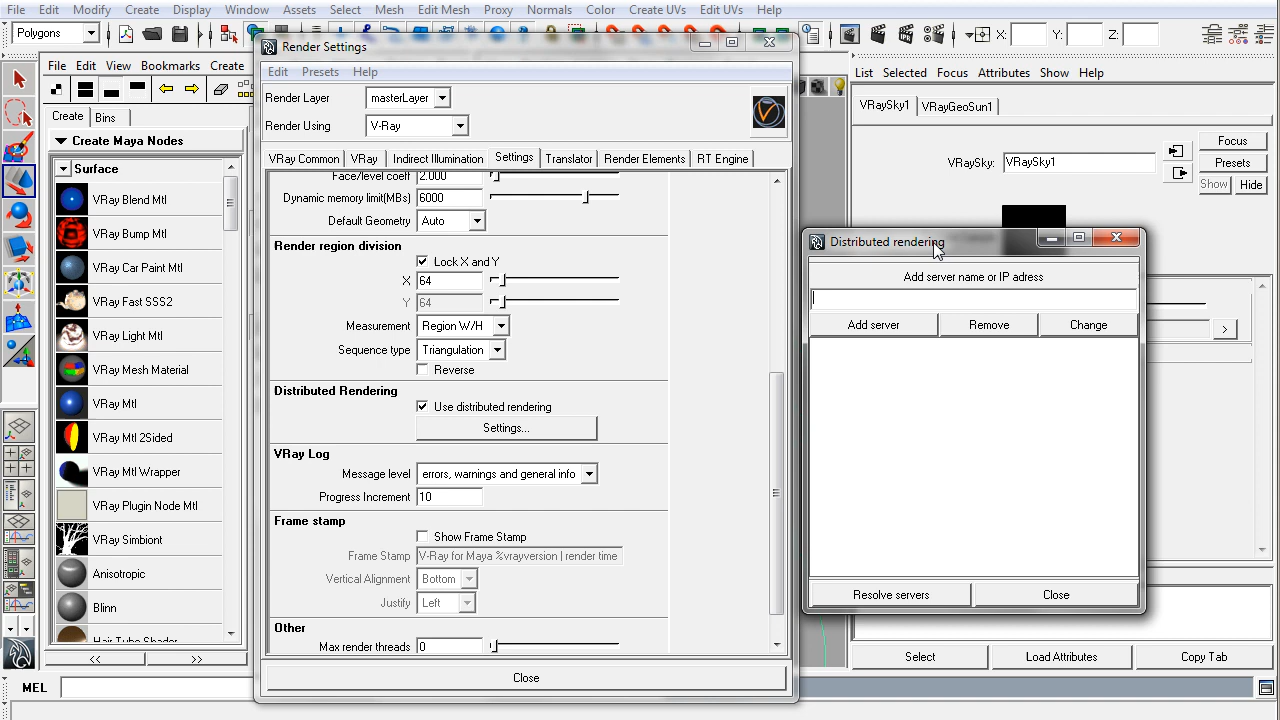 File Edit Modify Create Display Window Assets Select Mesh Edit Mesh Proxy Normals Color Create UVs Edit UVs Help
Polygons
X: Y: Z:
File Edit View Bookmarks Create
Create Bins
Create Maya Nodes
Surface
VRay Blend Mtl
VRay Bump Mtl
VRay Car Paint Mtl
VRay Fast SSS2
VRay Light Mtl
VRay Mesh Material
VRay Mtl
VRay Mtl 2Sided
VRay Mtl Wrapper
VRay Plugin Node Mtl
VRay Simbiont
Anisotropic
Blinn
Hair Tube Shader
<< >>
MEL
Render Settings
Edit Presets Help
Render Layer masterLayer
Render Using V-Ray
VRay Common VRay Indirect Illumination Settings Translator Render Elements RT Engine
Face/level coeff 2.000
Dynamic memory limit(MBs) 6000
Default Geometry Auto
Render region division
Lock X and Y
X 64
Y 64
Measurement Region W/H
Sequence type Triangulation
Reverse
Distributed Rendering
Use distributed rendering
Settings...
VRay Log
Message level errors, warnings and general info
Progress Increment 10
Frame stamp
Show Frame Stamp
Frame Stamp V-Ray for Maya %vrayversion | render time
Vertical Alignment Bottom
Justify Left
Other
Max render threads 0
Close
List Selected Focus Attributes Show Help
VRaySky1 VRayGeoSun1
VRaySky: VRaySky1
Focus
Presets
Show Hide
Distributed rendering
Add server name or IP adress
Add server Remove Change
Resolve servers Close
>
Select Load Attributes Copy Tab